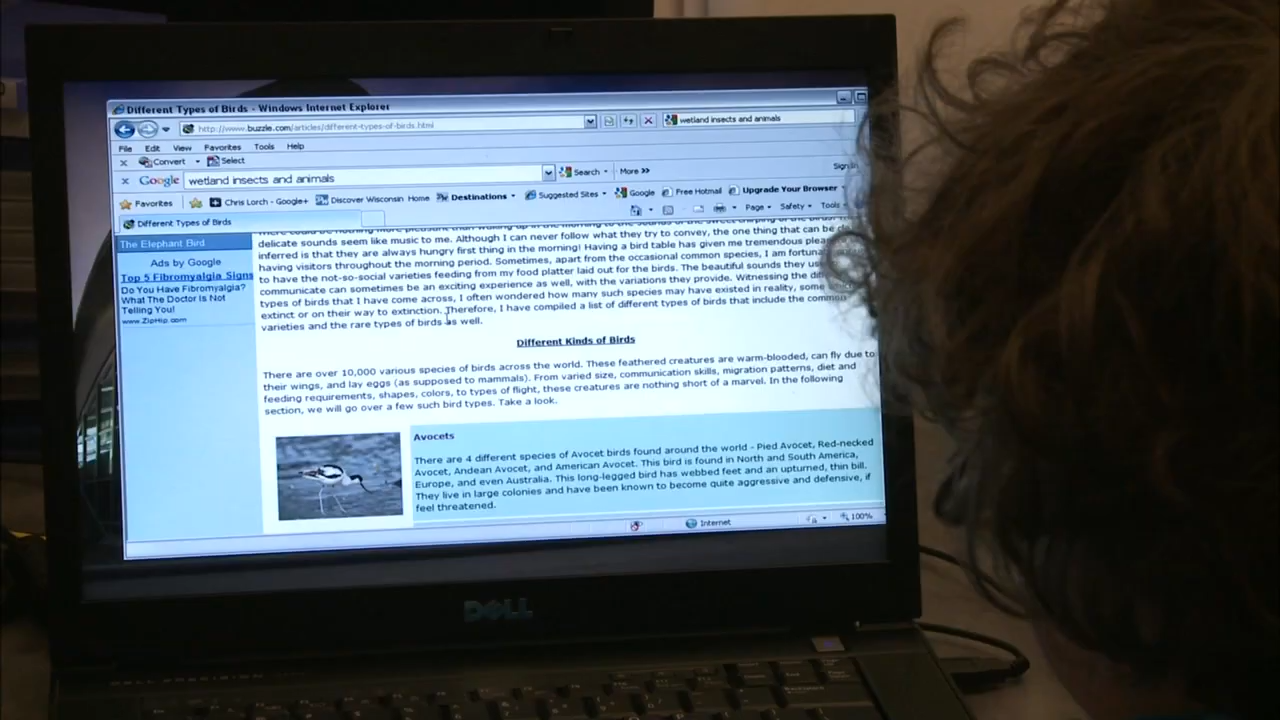 Different Types of Birds - Windows Internet Explorer
http://www.buzzle.com/articles/different-types-of-birds.html
wetland insects and animals
File Edit View Favorites Tools Help
Convert Select
Google wetland insects and animals Search More >> Sign In
Favorites Chris Lorch - Google+ Discover Wisconsin Home Destinations Suggested Sites Google Free Hotmail Upgrade Your Browser
Different Types of Birds
Page Safety Tools
The Elephant Bird
Ads by Google
Top 5 Fibromyalgia Signs
Do You Have Fibromyalgia?
What The Doctor Is Not
Telling You!
www.ZipHip.com
delicate sounds seem like music to me. Although I can never follow what they try to convey, the one thing that can be
inferred is that they are always hungry first thing in the morning! Having a bird table has given me tremendous
having visitors throughout the morning period. Sometimes, apart from the occasional common species, I am
to have the not-so-social varieties feeding from my food platter laid out for the birds. The beautiful sounds they
communicate can sometimes be an exciting experience as well, with the variations they provide. Witnessing the
types of birds that I have come across, I often wondered how many such species may have existed in reality, some
extinct or on their way to extinction. Therefore, I have compiled a list of different types of birds that include the common
varieties and the rare types of birds as well.
Different Kinds of Birds
There are over 10,000 various species of birds across the world. These feathered creatures are warm-blooded, can fly due to
their wings, and lay eggs (as supposed to mammals). From varied size, communication skills, migration patterns, diet and
feeding requirements, shapes, colors, to types of flight, these creatures are nothing short of a marvel. In the following
section, we will go over a few such bird types. Take a look.
Avocets
There are 4 different species of Avocet birds found around the world - Pied Avocet, Red-necked
Avocet, Andean Avocet, and American Avocet. This bird is found in North and South America,
Europe, and even Australia. This long-legged bird has webbed feet and an upturned, thin bill.
They live in large colonies and have been known to become quite aggressive and defensive, if
feel threatened.
Internet 100%
DELL
DELL PRECISION